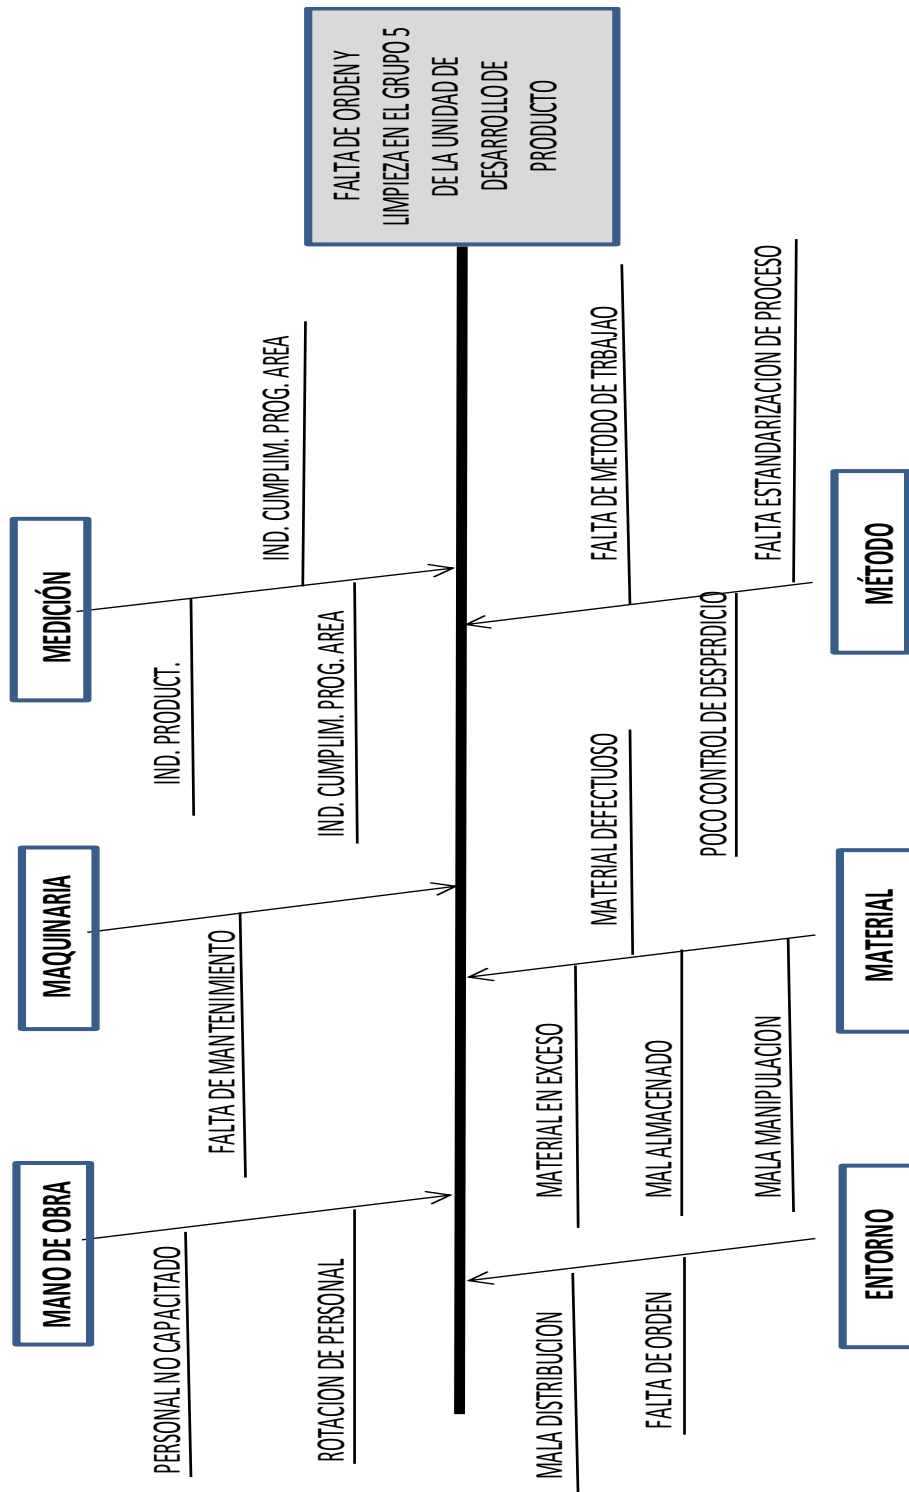 MANO DE OBRA
MAQUINARIA
MEDICIÓN
PERSONAL NO CAPACITADO
ROTACION DE PERSONAL
FALTA DE MANTENIMIENTO
IND. PRODUCT.
IND. CUMPLIM. PROG. AREA
IND. CUMPLIM. PROG. AREA
FALTA DE ORDEN Y
LIMPIEZA EN EL GRUPO 5
DE LA UNIDAD DE
DESARROLLO DE
PRODUCTO
MALA DISTRIBUCION
FALTA DE ORDEN
MATERIAL EN EXCESO
MATERIAL DEFECTUOSO
MAL ALMACENADO
MALA MANIPULACION
FALTA DE METODO DE TRBAJAO
POCO CONTROL DE DESPERDICIO
FALTA ESTANDARIZACION DE PROCESO
ENTORNO
MATERIAL
MÉTODO